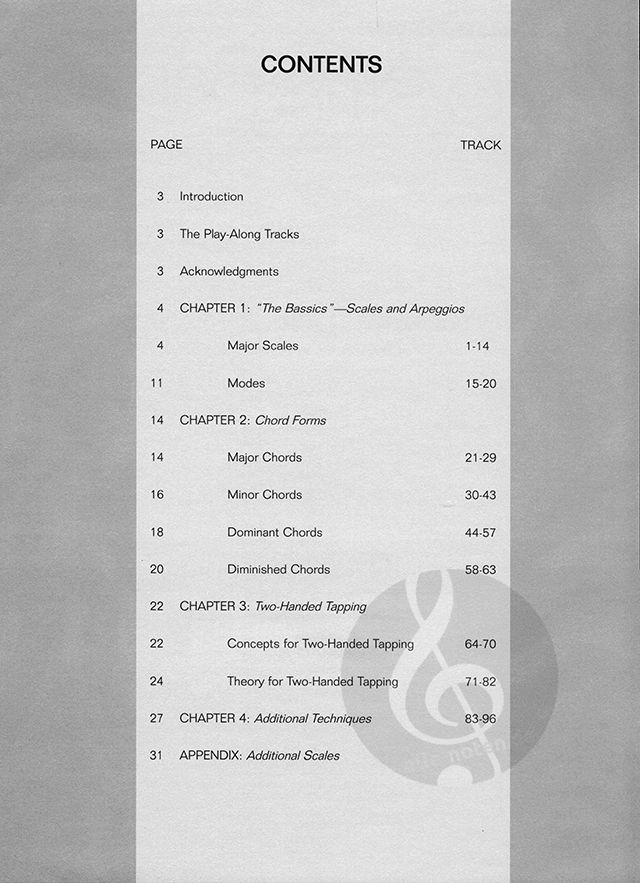 CONTENTS
PAGE TRACK
3 Introduction
3 The Play-Along Tracks
3 Acknowledgments
4 CHAPTER 1: “The Bassics”—Scales and Arpeggios
4 Major Scales 1-14
11 Modes 15-20
14 CHAPTER 2: Chord Forms
14 Major Chords 21-29
16 Minor Chords 30-43
18 Dominant Chords 44-57
20 Diminished Chords 58-63
22 CHAPTER 3: Two-Handed Tapping
22 Concepts for Two-Handed Tapping 64-70
24 Theory for Two-Handed Tapping 71-82
27 CHAPTER 4: Additional Techniques 83-96
31 APPENDIX: Additional Scales